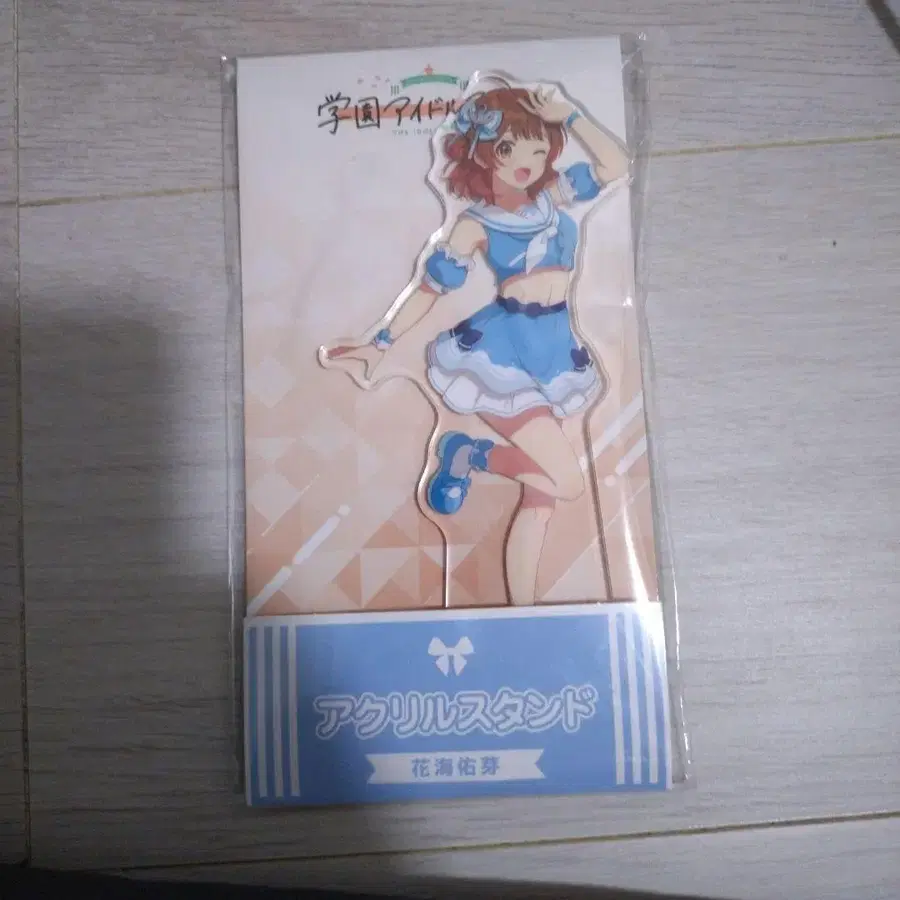 学園アイドル
アクリルスタンド
花海佑芽